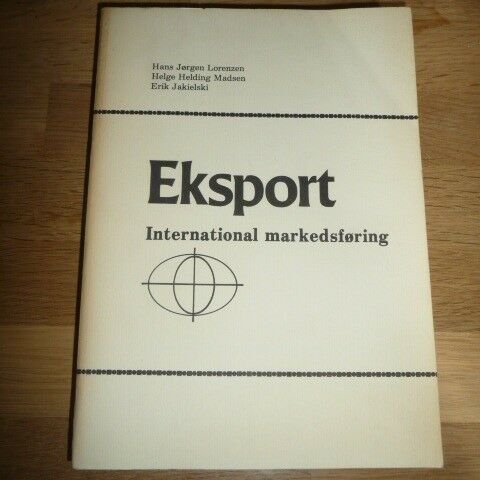 Hans Jørgen Lorenzen
Helge Helding Madsen
Erik Jakielski
Eksport
International markedsføring